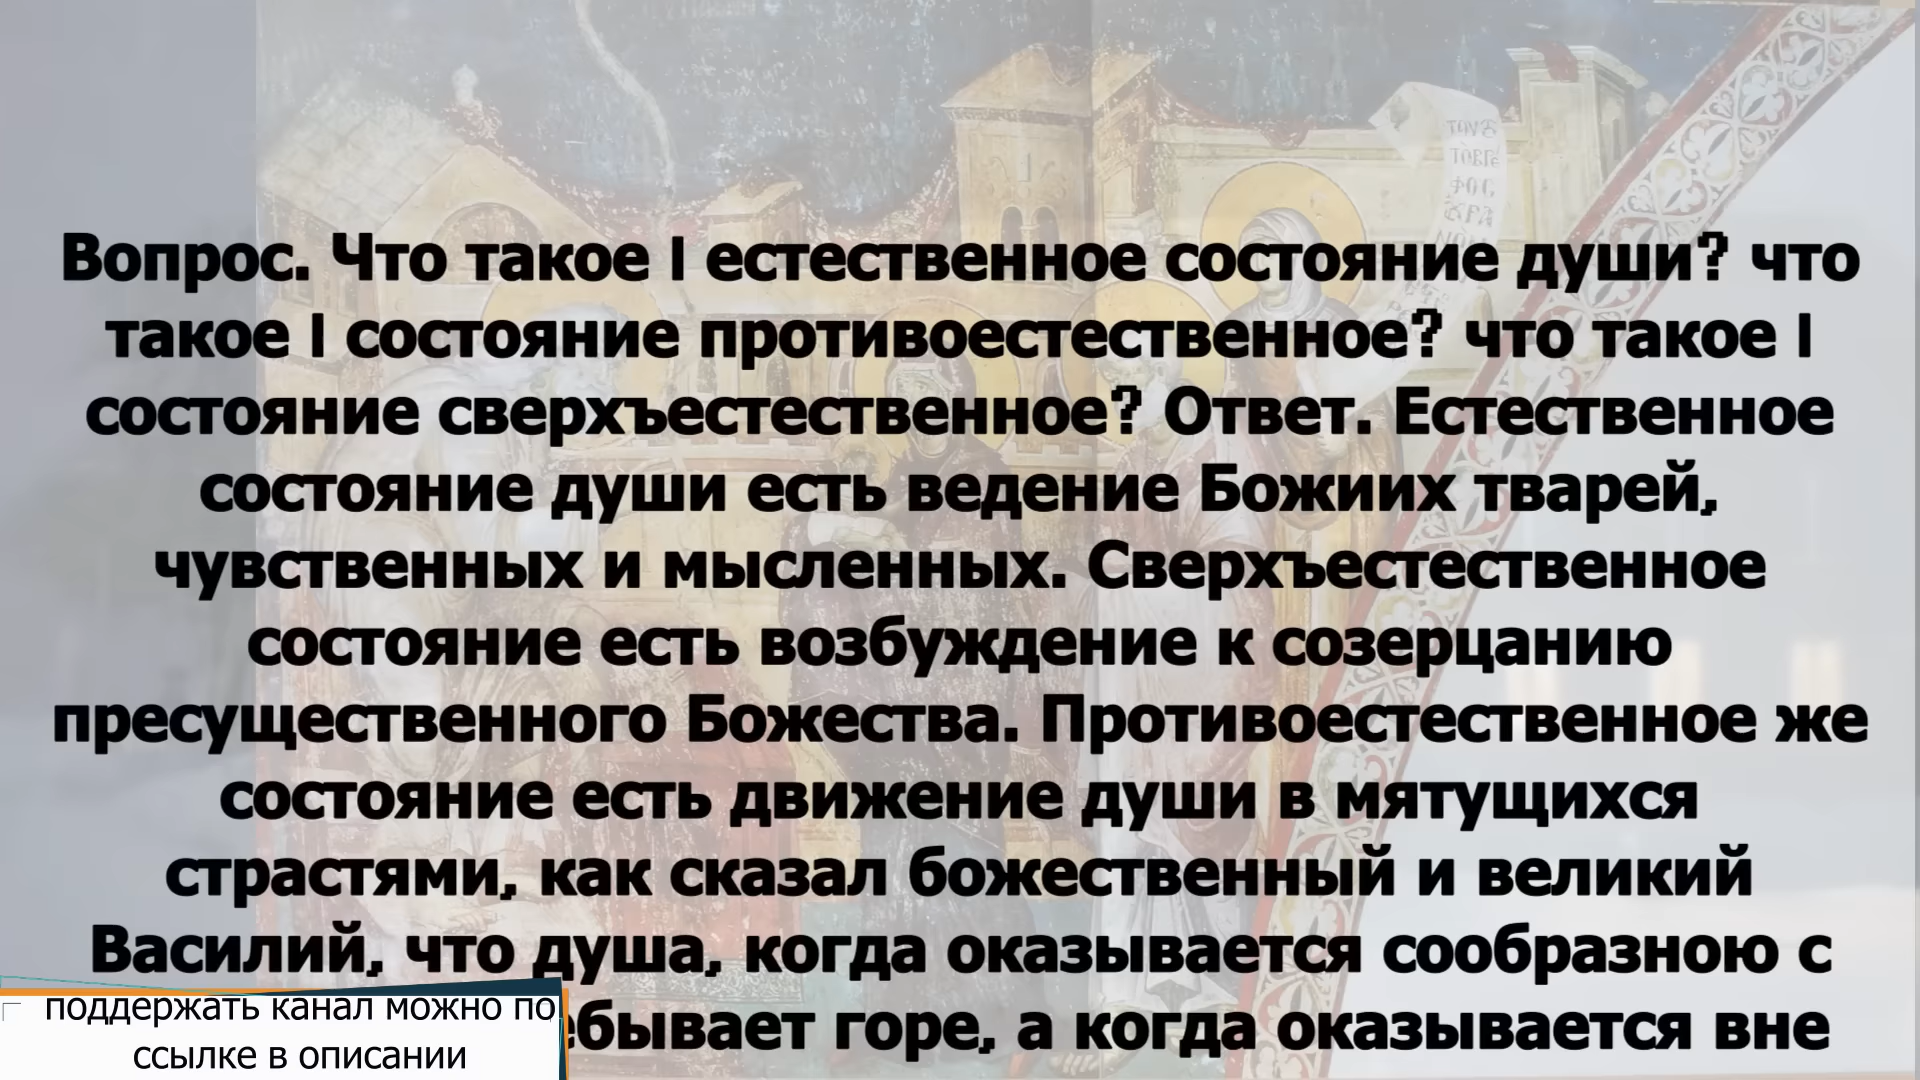 Вопрос. Что такое | естественное состояние души? что
такое | состояние противоестественное? что такое |
состояние сверхъестественное? Ответ. Естественное
состояние души есть ведение Божиих тварей,
чувственных и мысленных. Сверхъестественное
состояние есть возбуждение к созерцанию
пресущественного Божества. Противоестественное же
состояние есть движение души в мятущихся
страстями, как сказал божественный и великий
Василий, что душа, когда оказывается сообразною с
горе, а когда оказывается вне
поддержать канал можно по
ссылке в описании